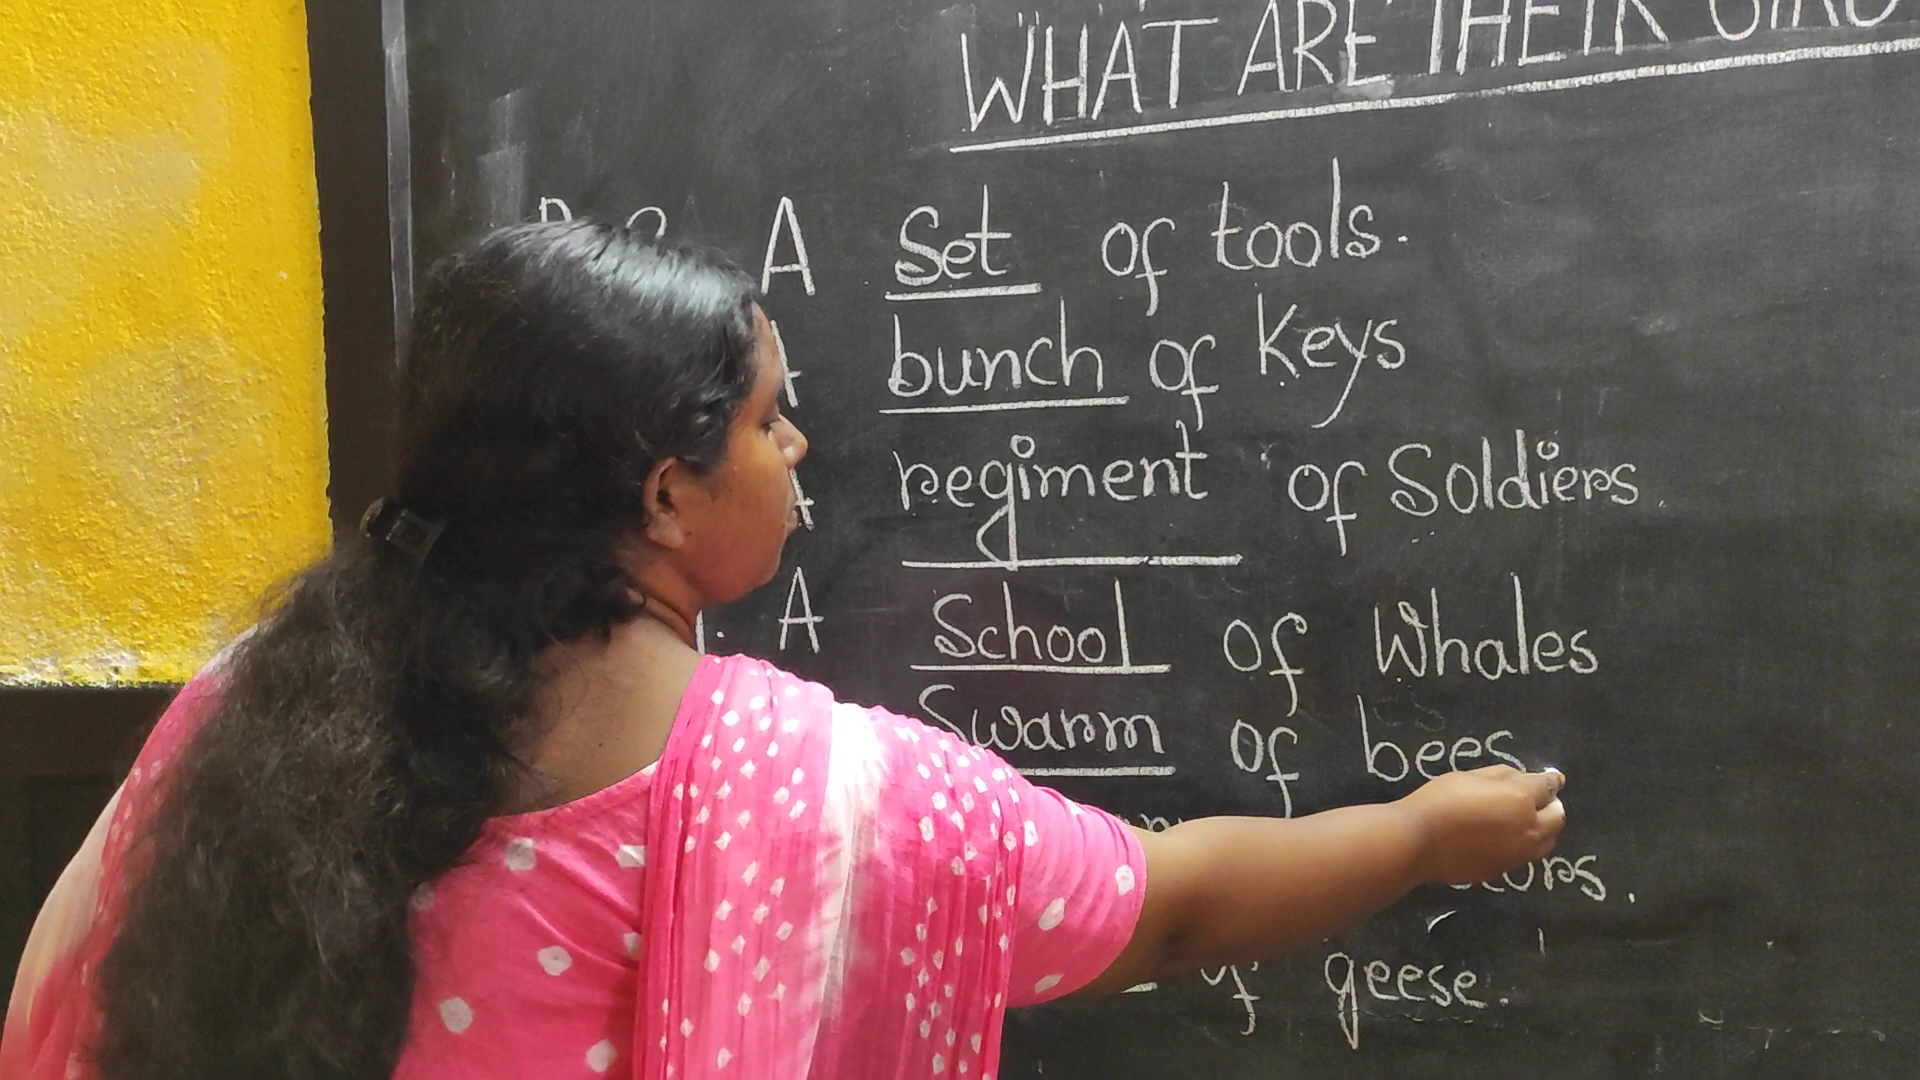 WHAT ARE THEIR
A Set of tools.
A bunch of Keys
A regiment of Soldiers.
A School of Whales
Swarm of bees
of geese.